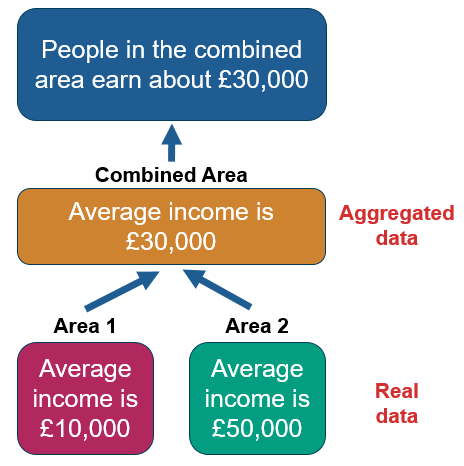 People in the combined
area earn about £30,000
Combined Area
Average income is
£30,000
Aggregated
data
Area 1
Area 2
Average
income is
£10,000
Average
income is
£50,000
Real
data